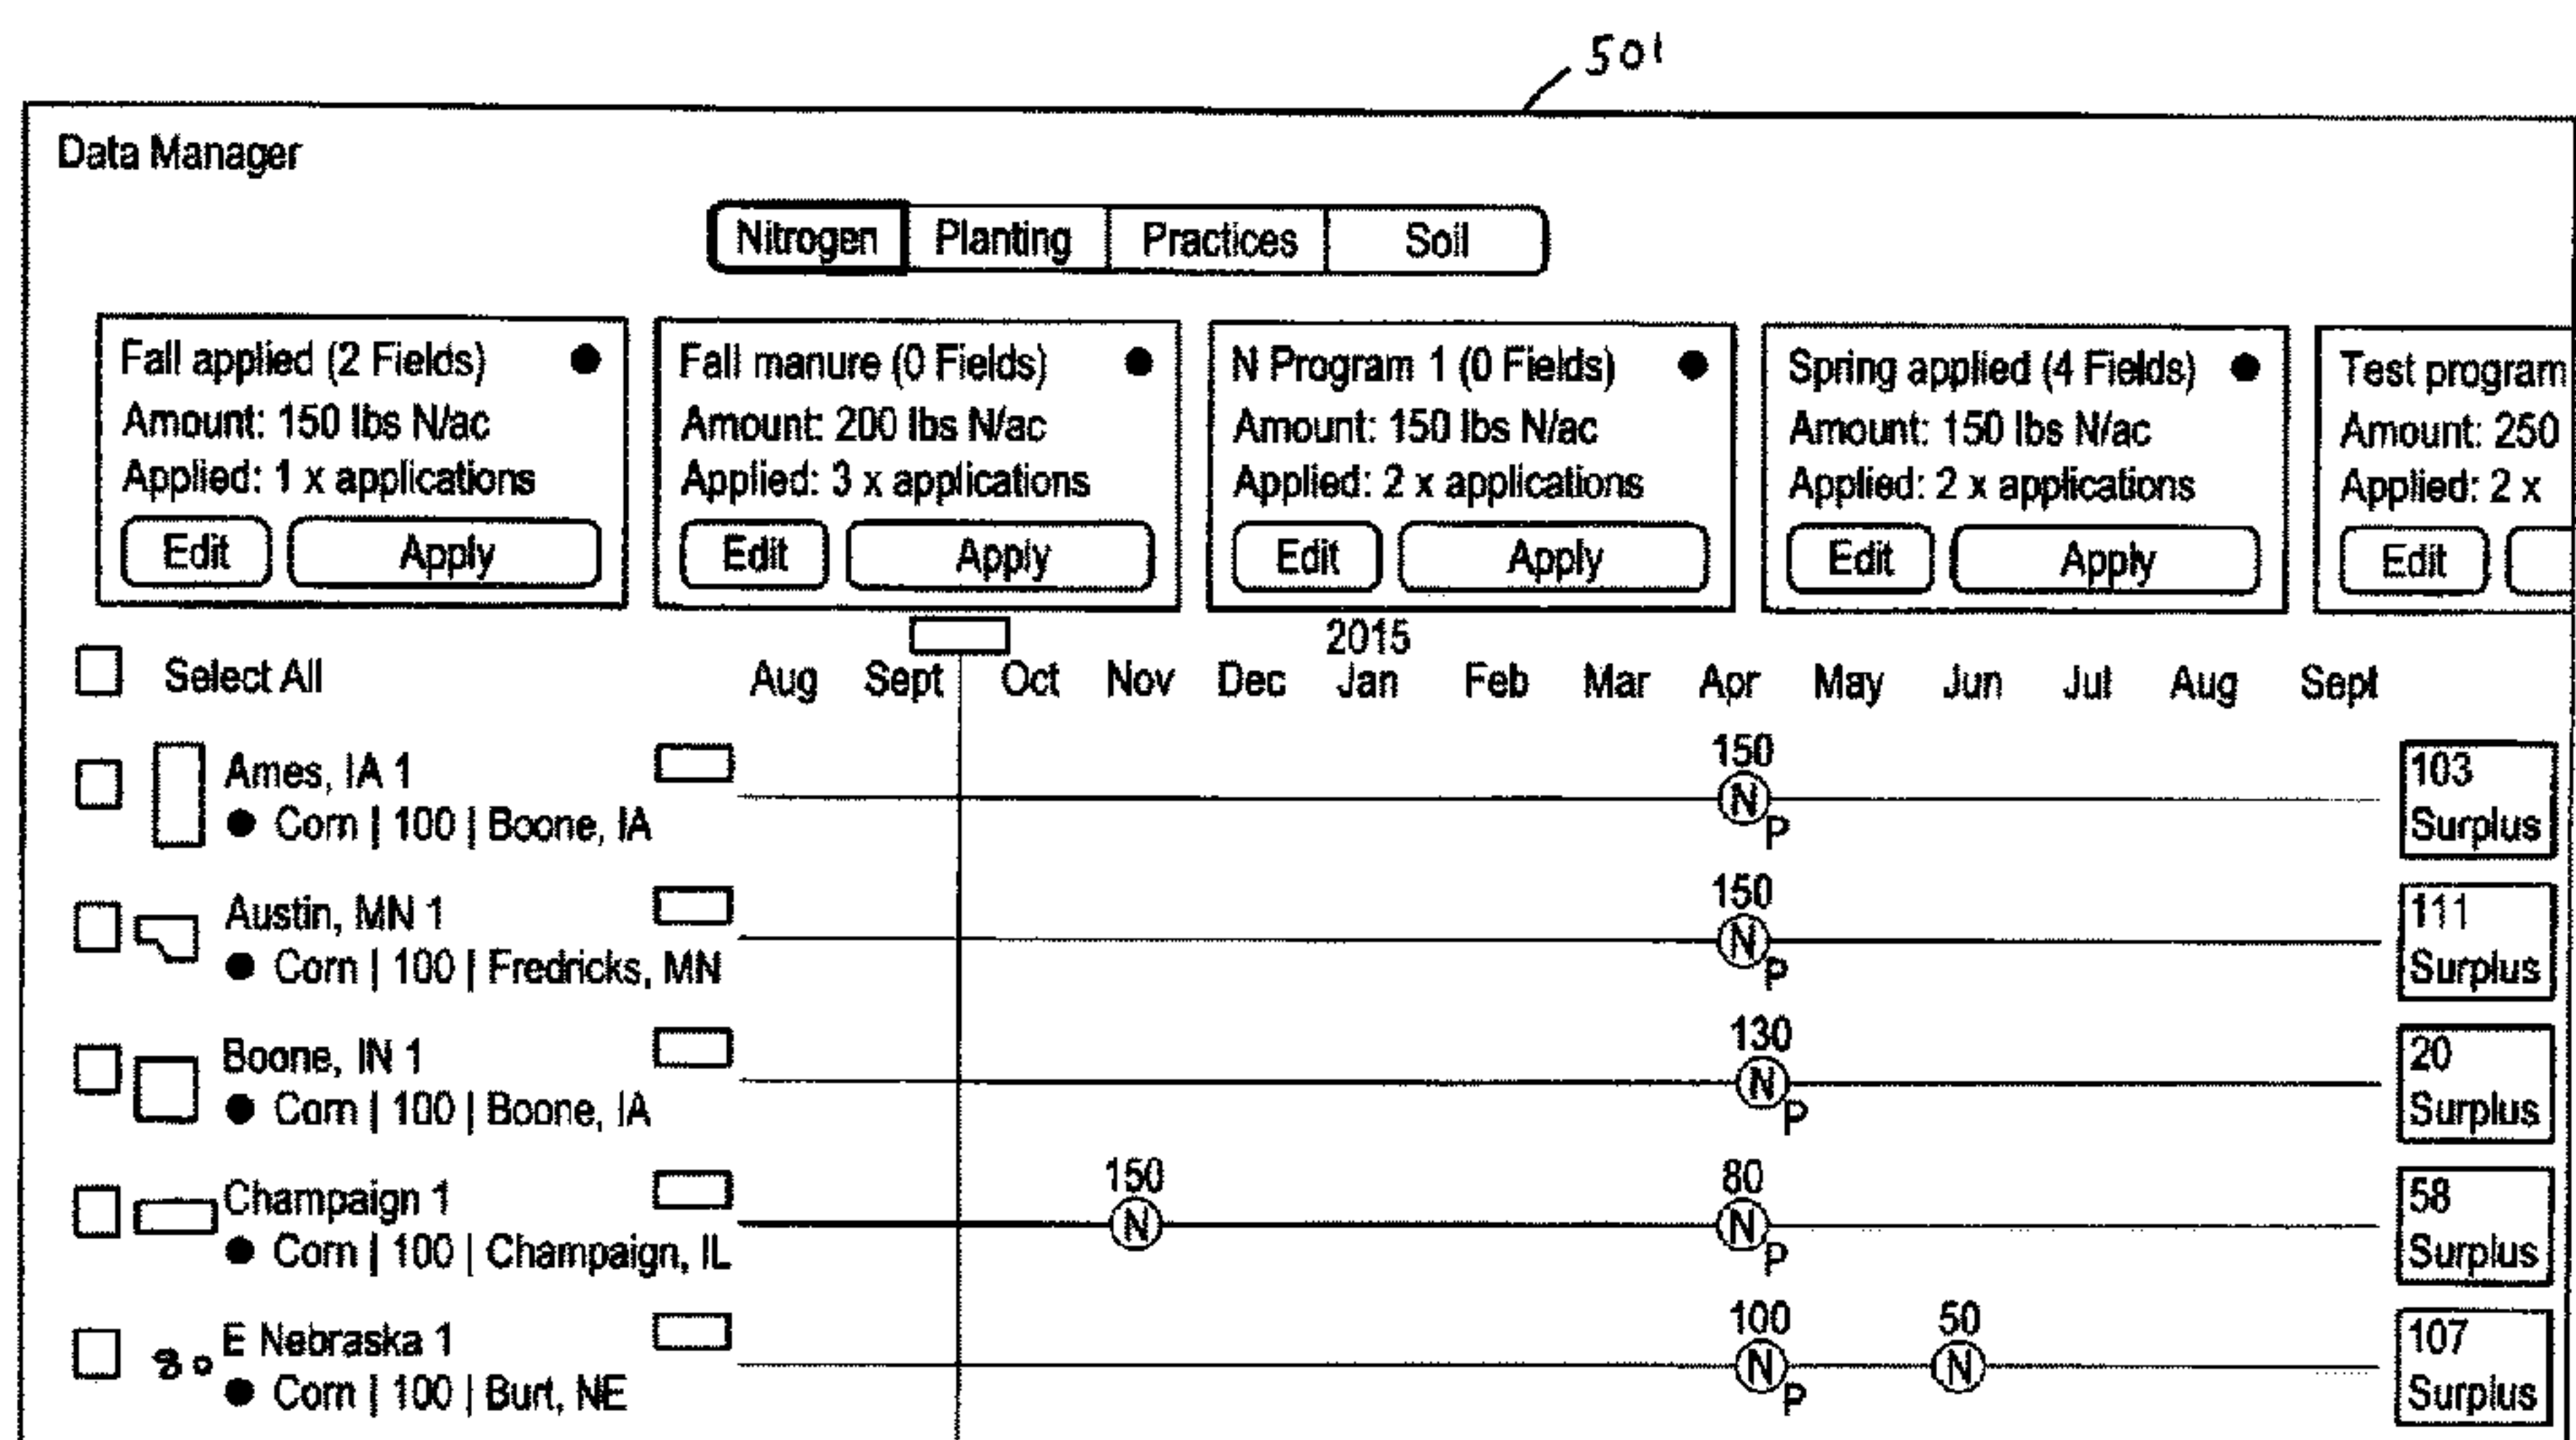 501
Data Manager
Nitrogen Planting Practices Soil
Fall applied (2 Fields) Fall manure (0 Fields) N Program 1 (0 Fields) Spring applied (4 Fields) Test program
Amount: 150 lbs N/ac Amount: 200 lbs N/ac Amount: 150 lbs N/ac Amount: 150 lbs N/ac Amount: 250
Applied: 1 x applications Applied: 3 x applications Applied: 2 x applications Applied: 2 x applications Applied: 2 x
Edit Apply Edit Apply Edit Apply Edit Apply Edit
2015
Select All Aug Sept Oct Nov Dec Jan Feb Mar Apr May Jun Jul Aug Sept
150
Ames, IA 1 N 103
Corn | 100 | Boone, IA P Surplus
150
Austin, MN 1 N 111
Corn | 100 | Fredricks, MN P Surplus
130
Boone, IN 1 N 20
Corn | 100 | Boone, IA P Surplus
150 80
Champaign 1 N N 58
Corn | 100 | Champaign, IL P Surplus
100 50
E Nebraska 1 N N 107
Corn | 100 | Burt, NE P Surplus